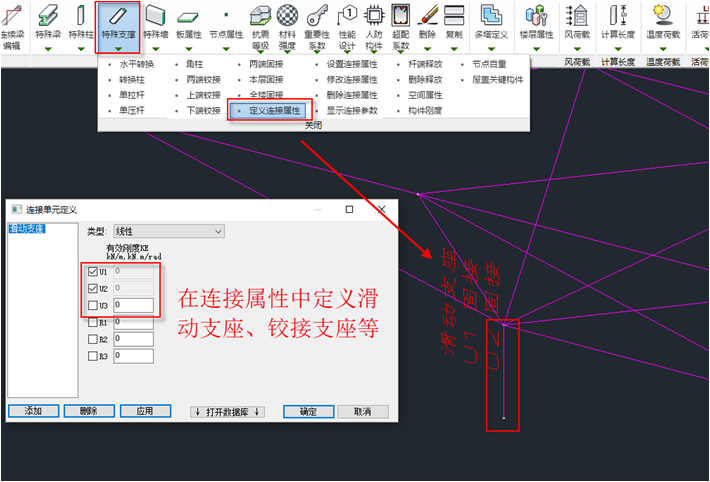 连续梁编辑 特殊梁 特殊柱 特殊支撑 特殊墙 板属性 节点属性 抗震等级 材料强度 重要性系数 性能设计 人防构件 超配系数 删除 复制 多塔定义 楼层属性 风荷载 计算长度 温度荷载 活荷
水平转换 角柱 两端固接 设置连接属性 杆端释放 节点自重
转换柱 两端铰接 本层固接 修改连接属性 删除释放 屋盖关键构件
单拉杆 上端铰接 全楼固接 删除连接属性 空间属性
单压杆 下端铰接 定义连接属性 显示连接参数 构件刚度
关闭
风荷载 计算长度 温度荷载 活荷
连接单元定义
滑动支座
类型: 线性
有效刚度KE
kN/m,kN.m/rad
U1 0
U2 0
U3 0
R1 0
R2 0
R3 0
在连接属性中定义滑
动支座、铰接支座等
滑动支座
U1 固接
U2 固接
添加 删除 应用 ↓ 打开数据库 ↓ 确定 取消